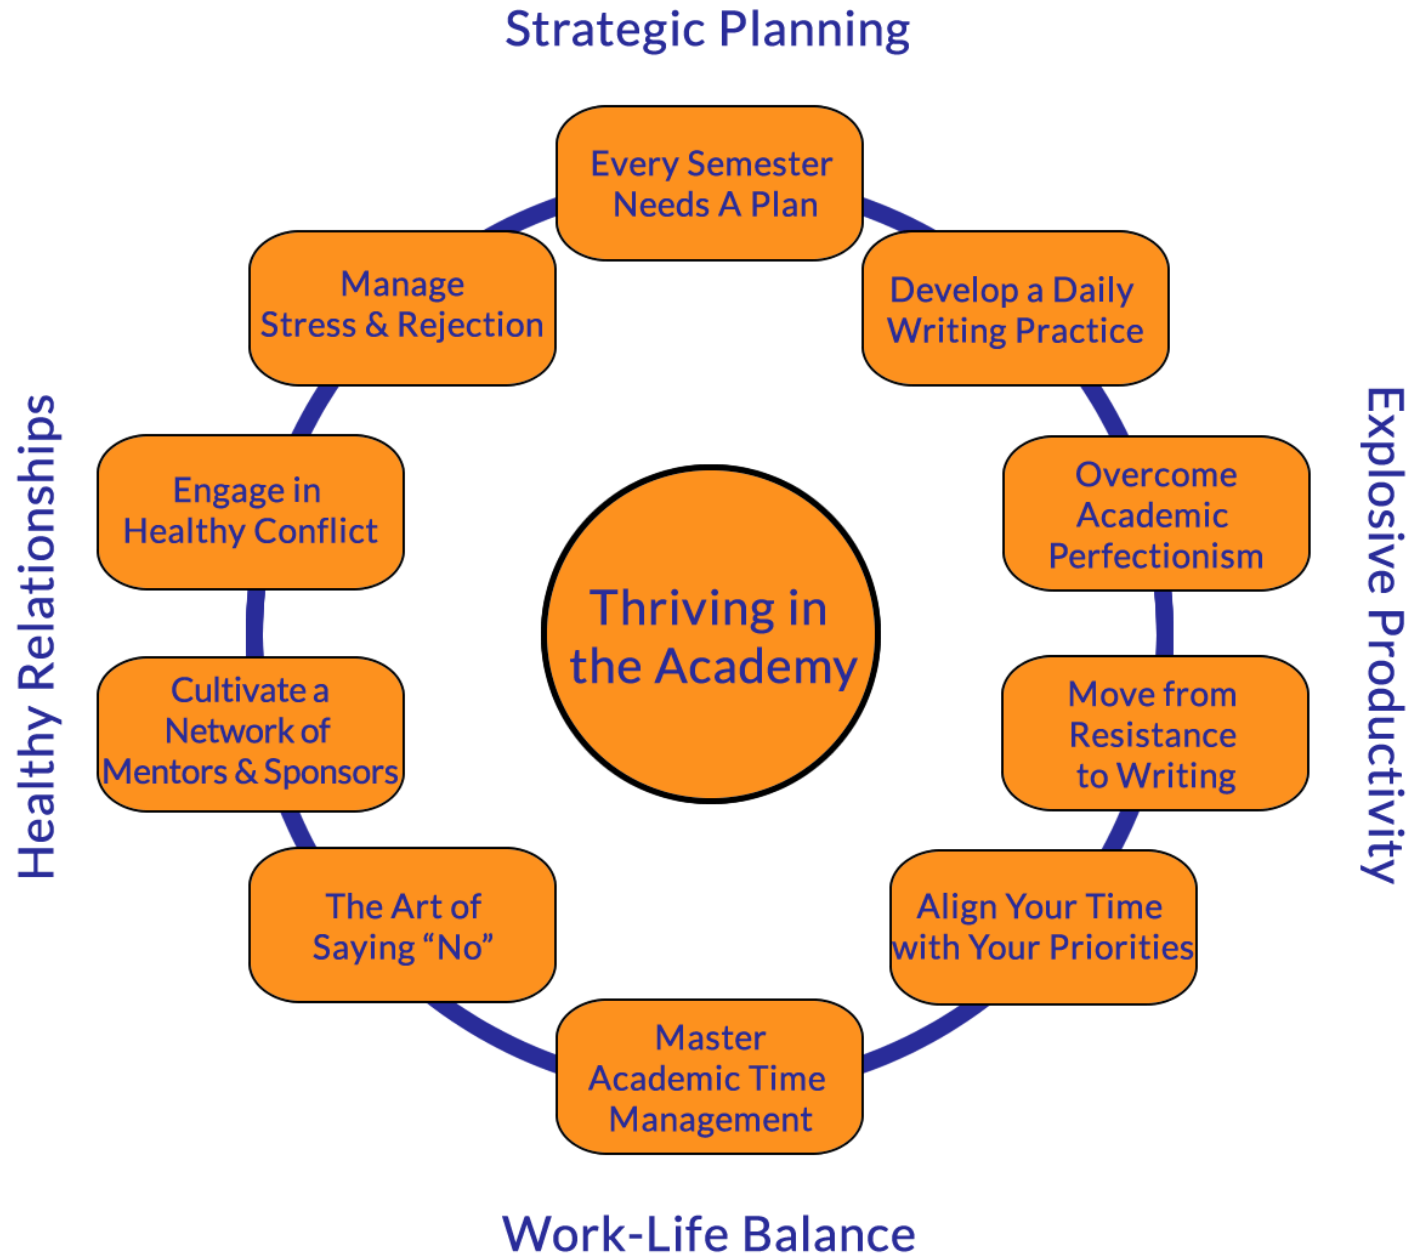 Strategic Planning
Every Semester
Needs A Plan
Develop a Daily
Writing Practice
Overcome
Academic
Perfectionism
Move from
Resistance
to Writing
Align Your Time
with Your Priorities
Master
Academic Time
Management
The Art of
Saying “No”
Cultivate a
Network of
Mentors & Sponsors
Engage in
Healthy Conflict
Manage
Stress & Rejection
Thriving in
the Academy
Explosive Productivity
Work-Life Balance
Healthy Relationships